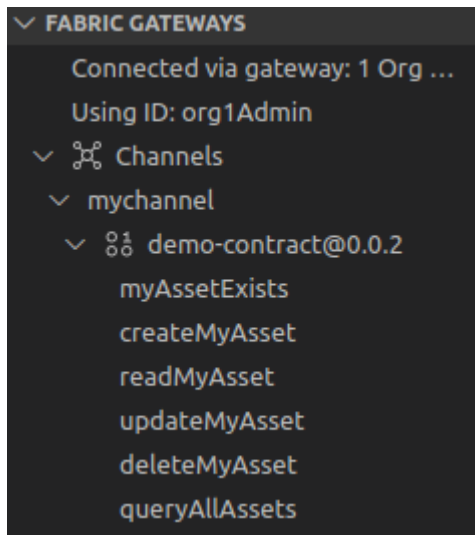 FABRIC GATEWAYS
Connected via gateway: 1 Org ...
Using ID: org1Admin
Channels
mychannel
demo-contract@0.0.2
myAssetExists
createMyAsset
readMyAsset
updateMyAsset
deleteMyAsset
queryAllAssets